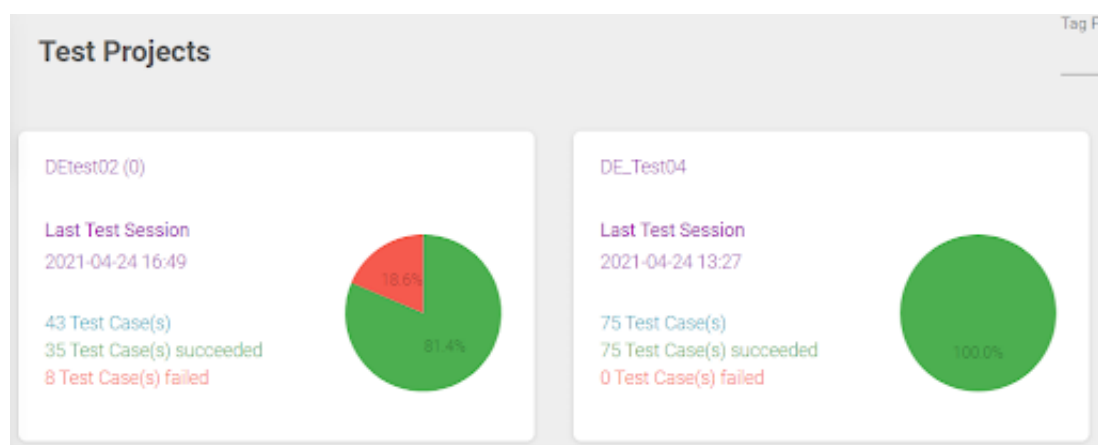 Test Projects
Tag
DEtest02 (0)
Last Test Session
2021-04-24 16:49
43 Test Case(s)
35 Test Case(s) succeeded
8 Test Case(s) failed
18.6%
81.4%
DE_Test04
Last Test Session
2021-04-24 13:27
75 Test Case(s)
75 Test Case(s) succeeded
0 Test Case(s) failed
100.0%